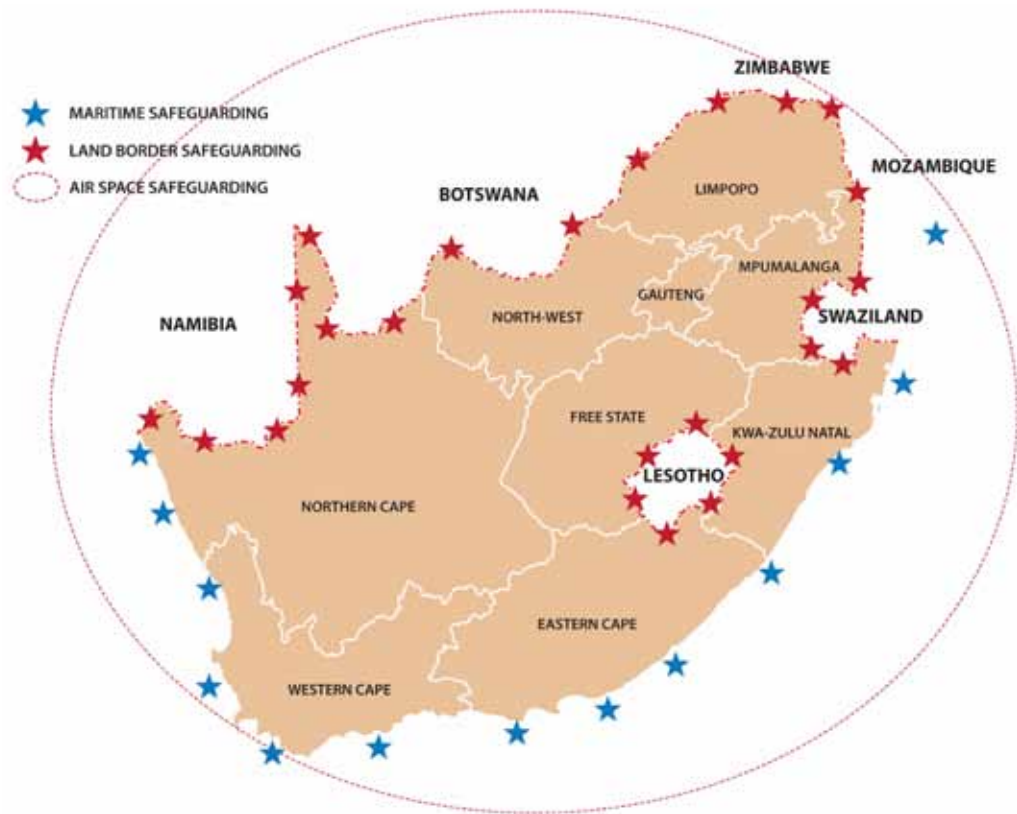 ZIMBABWE
MARITIME SAFEGUARDING
LAND BORDER SAFEGUARDING
MOZAMBIQUE
AIR SPACE SAFEGUARDING
BOTSWANA
LIMPOPO
MPUMALANGA
GAUTENG
NORTH-WEST
SWAZILAND
NAMIBIA
FREE STATE
KWA-ZULU NATAL
LESOTHO
NORTHERN CAPE
EASTERN CAPE
WESTERN CAPE